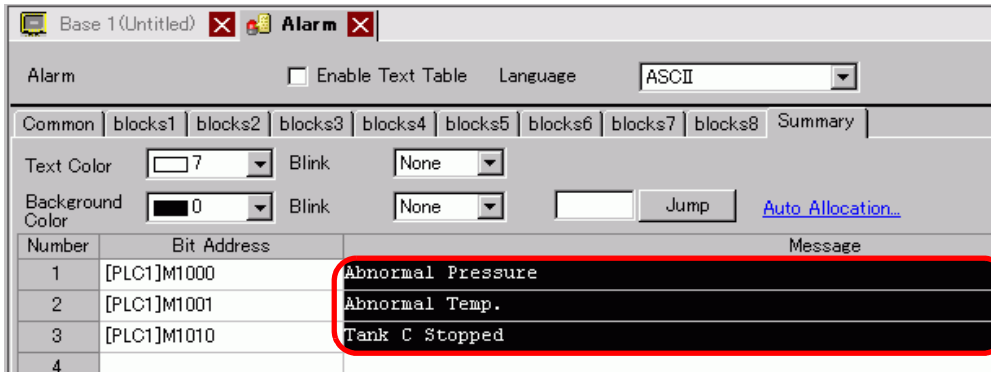 Base 1(Untitled) Alarm
Alarm Enable Text Table Language ASCII
Common blocks1 blocks2 blocks3 blocks4 blocks5 blocks6 blocks7 blocks8 Summary
Text Color 7 Blink None
Background Color 0 Blink None Jump Auto Allocation...
Number Bit Address Message
1 [PLC1]M1000 Abnormal Pressure
2 [PLC1]M1001 Abnormal Temp.
3 [PLC1]M1010 Tank C Stopped
4